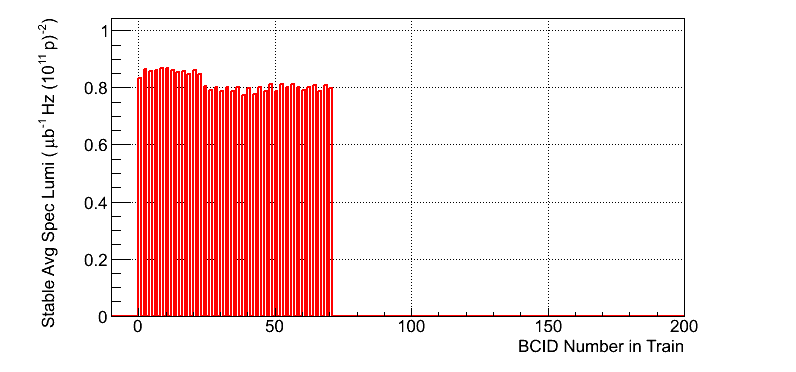 Stable Avg Spec Lumi ( μb⁻¹ Hz (10¹¹ p)⁻²)
1
0.8
0.6
0.4
0.2
0
0 50 100 150 200
BCID Number in Train